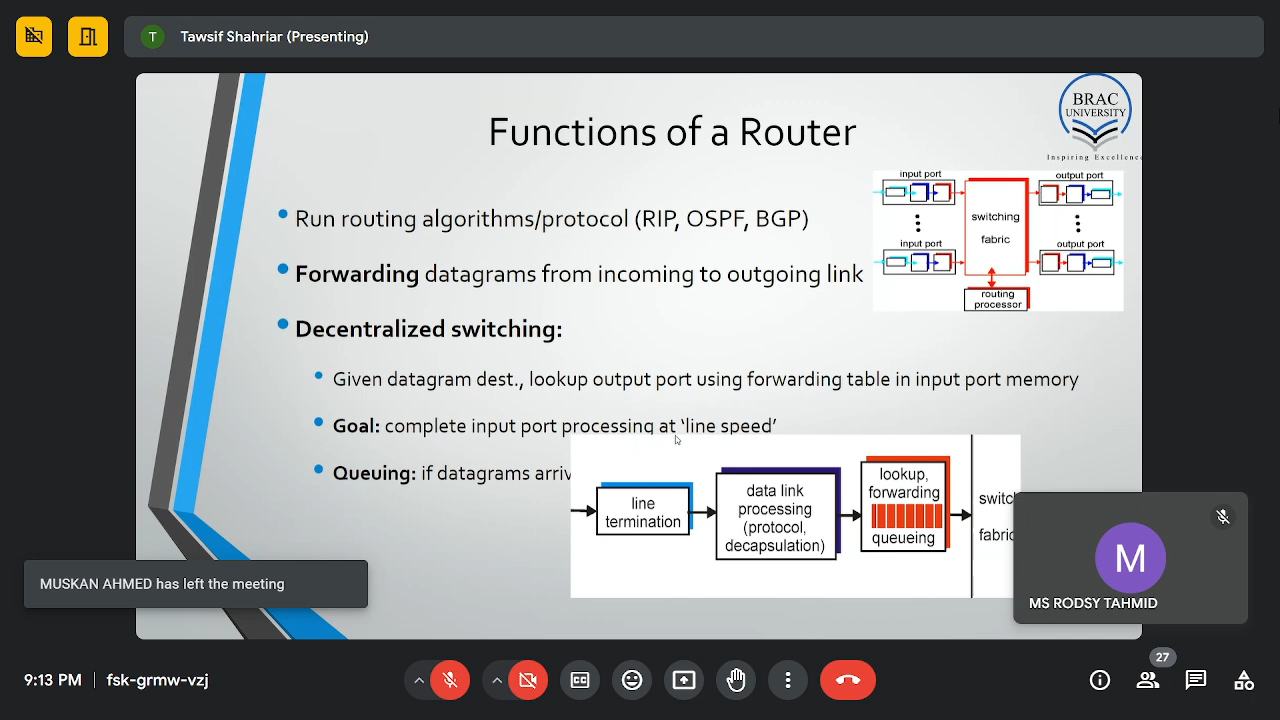 T
Tawsif Shahriar (Presenting)
BRAC
UNIVERSITY
Inspiring Excellence
Functions of a Router
Run routing algorithms/protocol (RIP, OSPF, BGP)
Forwarding datagrams from incoming to outgoing link
Decentralized switching:
Given datagram dest., lookup output port using forwarding table in input port memory
Goal: complete input port processing at ‘line speed’
Queuing: if datagrams arriv
input port
output port
switching
fabric
input port
output port
routing
processor
line
termination
data link
processing
(protocol,
decapsulation)
lookup,
forwarding
queueing
switc
fabric
MUSKAN AHMED has left the meeting
M
MS RODSY TAHMID
9:13 PM
fsk-grmw-vzj
CC
27